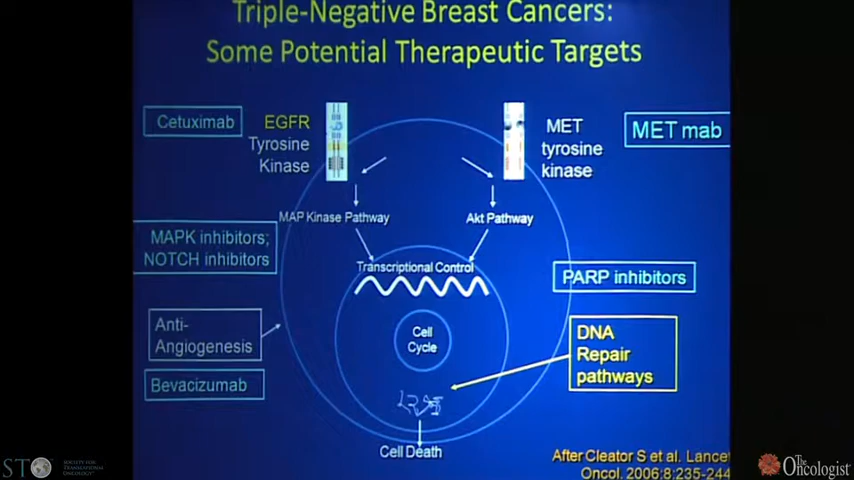 Triple-Negative Breast Cancers:
Some Potential Therapeutic Targets
Cetuximab
EGFR
Tyrosine
Kinase
MET
tyrosine
kinase
MET mab
MAP Kinase Pathway
Akt Pathway
MAPK inhibitors;
NOTCH inhibitors
Transcriptional Control
PARP inhibitors
Anti-
Angiogenesis
Cell
Cycle
DNA
Repair
pathways
Bevacizumab
Cell Death
After Cleator S et al. Lancet
Oncol. 2006;8:235-244
SOCIETY FOR
TRANSLATIONAL
ONCOLOGY
The
Oncologist